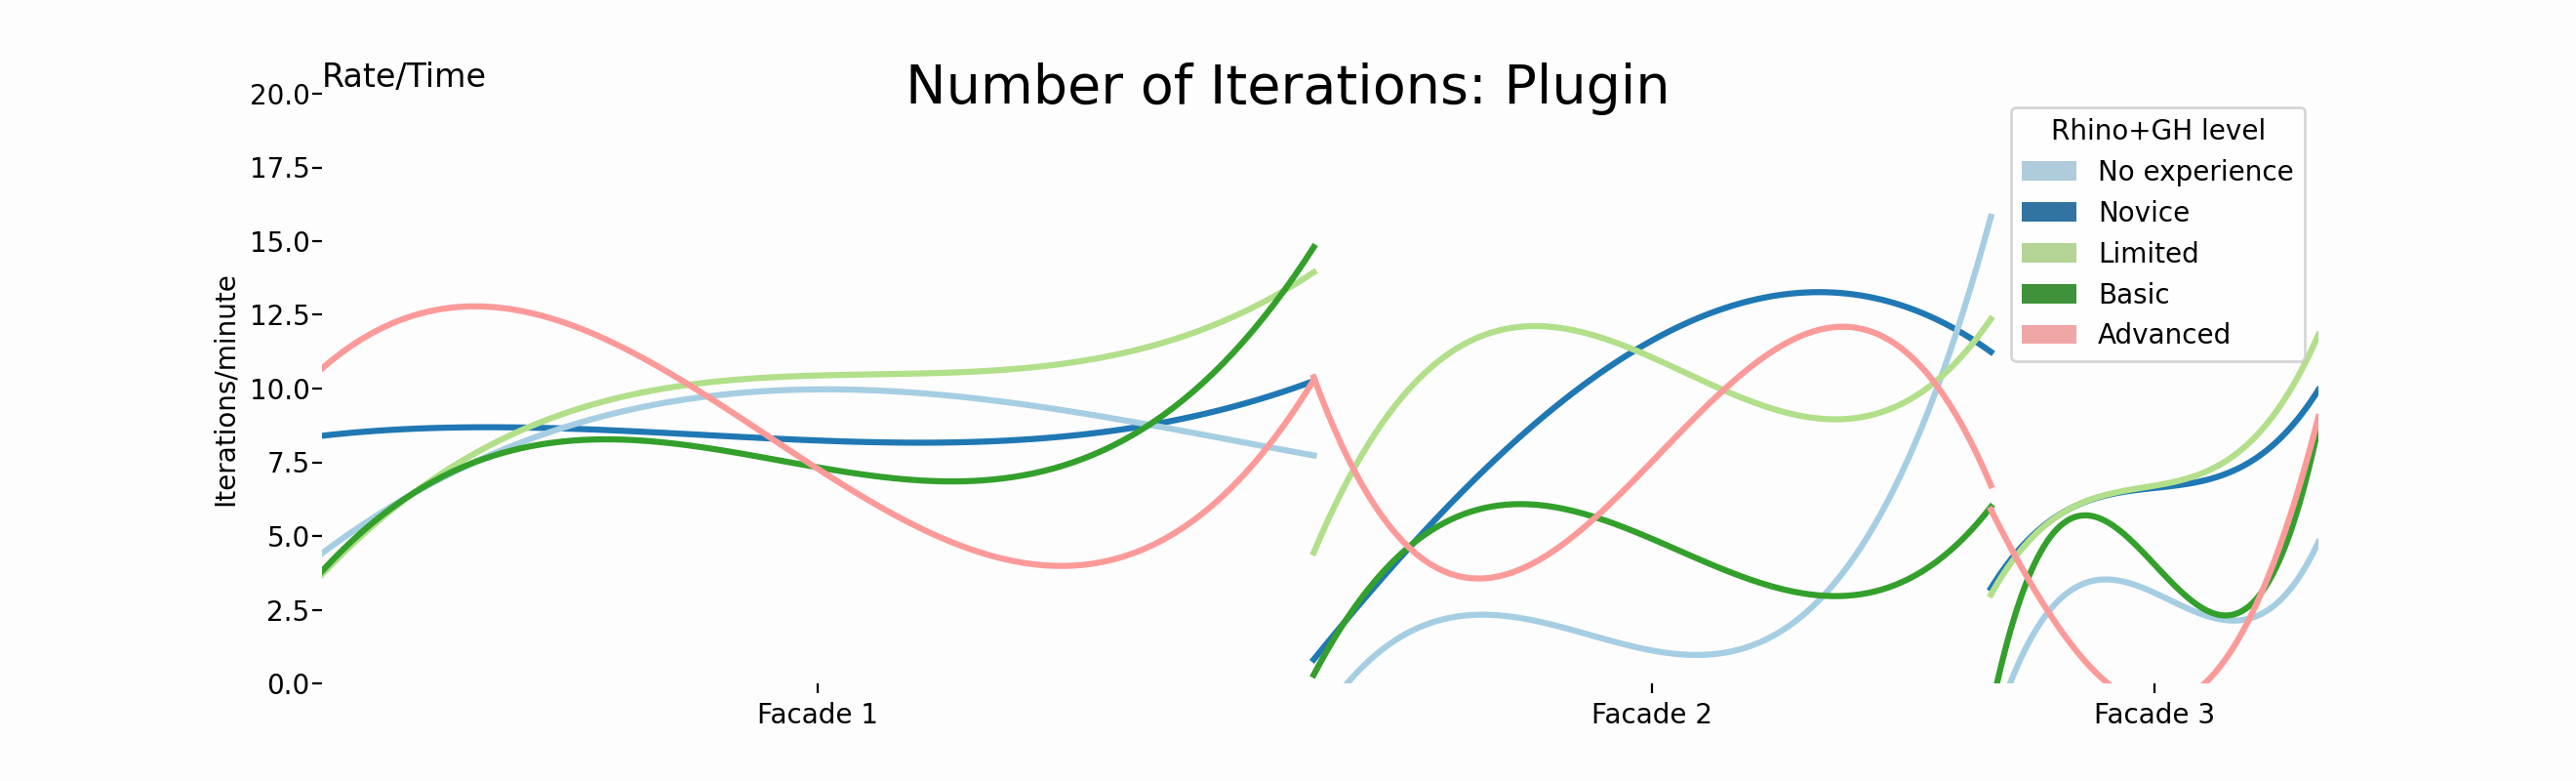 Number of Iterations: Plugin
Rate/Time
Iterations/minute
20.0
17.5
15.0
12.5
10.0
7.5
5.0
2.5
0.0
Rhino+GH level
No experience
Novice
Limited
Basic
Advanced
Facade 1
Facade 2
Facade 3